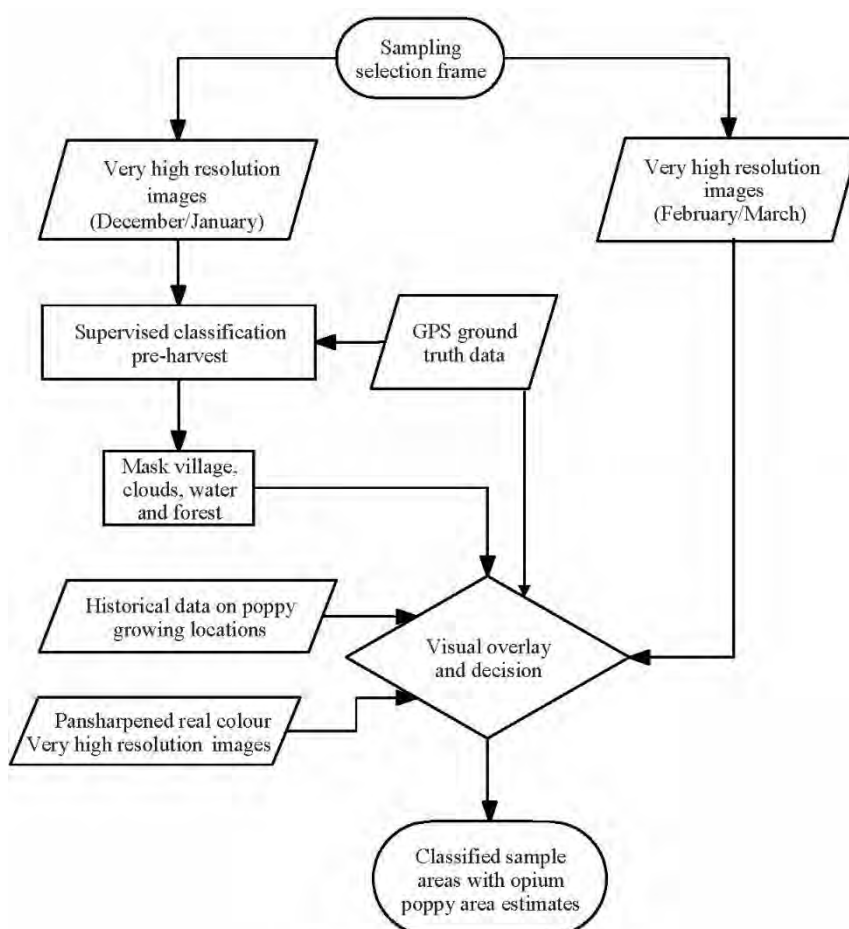 Sampling
selection frame
Very high resolution
images
(December/January)
Very high resolution
images
(February/March)
Supervised classification
pre-harvest
GPS ground
truth data
Mask village,
clouds, water
and forest
Historical data on poppy
growing locations
Visual overlay
and decision
Pansharpened real colour
Very high resolution images
Classified sample
areas with opium
poppy area estimates